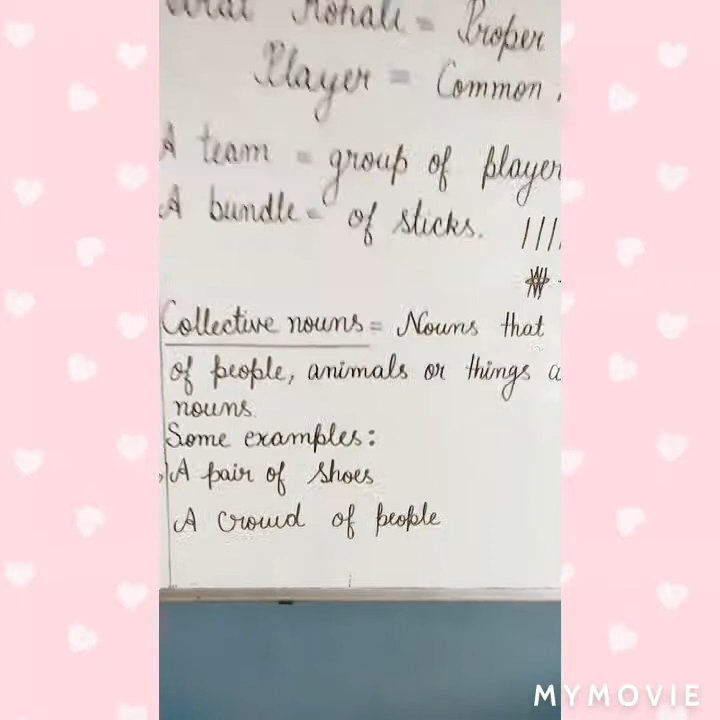 Kohali = Proper
Player = Common
A team = group of player
A bundle = of sticks.
Collective nouns = Nouns that
of people, animals or things a
nouns
Some examples:
A pair of shoes
A crowd of people
MYMOVIE